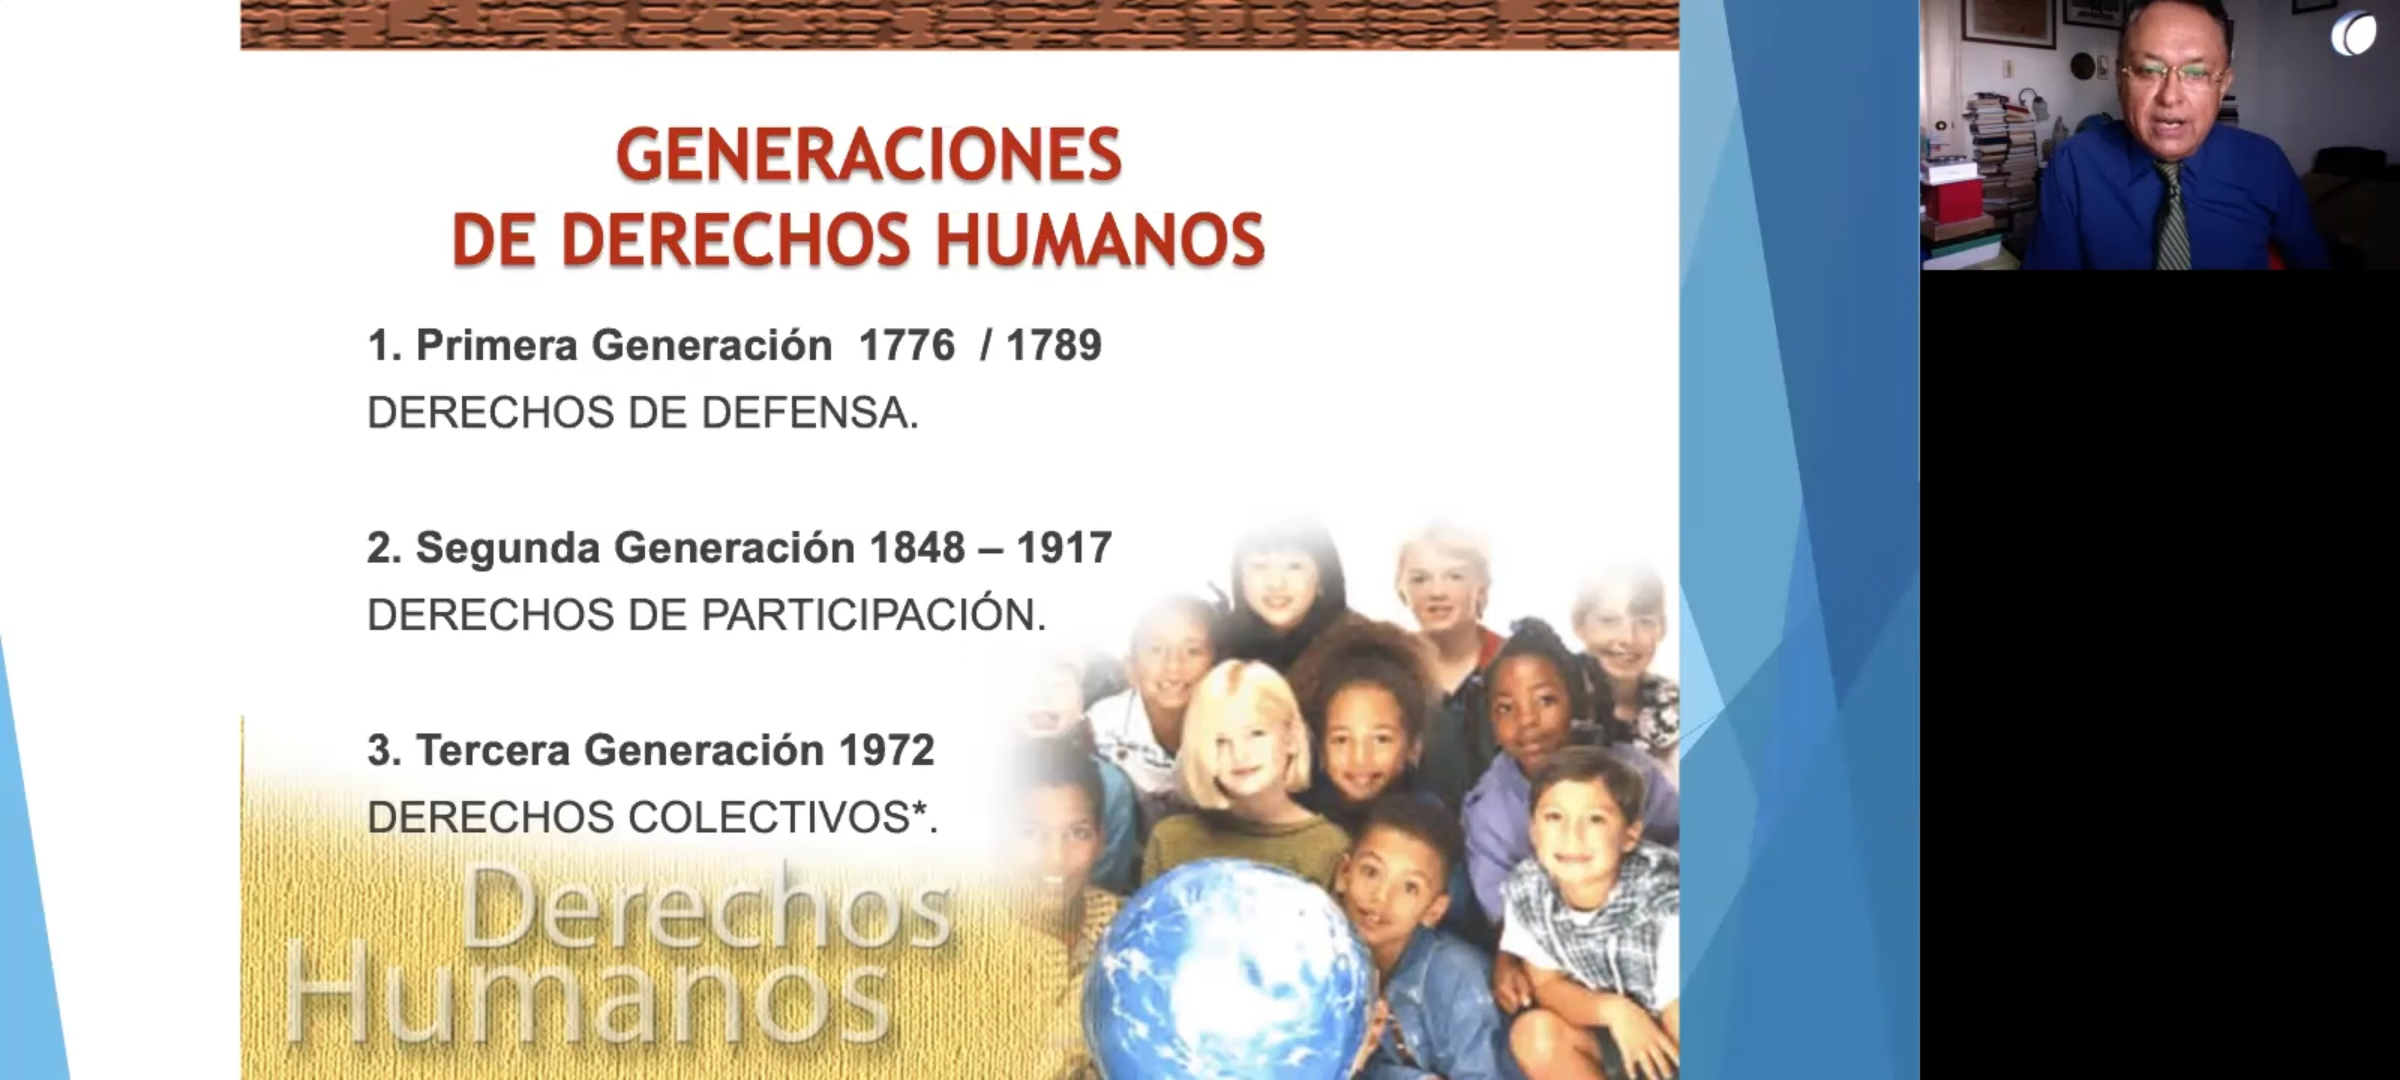 GENERACIONES
DE DERECHOS HUMANOS
1. Primera Generación 1776 / 1789
DERECHOS DE DEFENSA.
2. Segunda Generación 1848 – 1917
DERECHOS DE PARTICIPACIÓN.
3. Tercera Generación 1972
DERECHOS COLECTIVOS*.
Derechos
Humanos